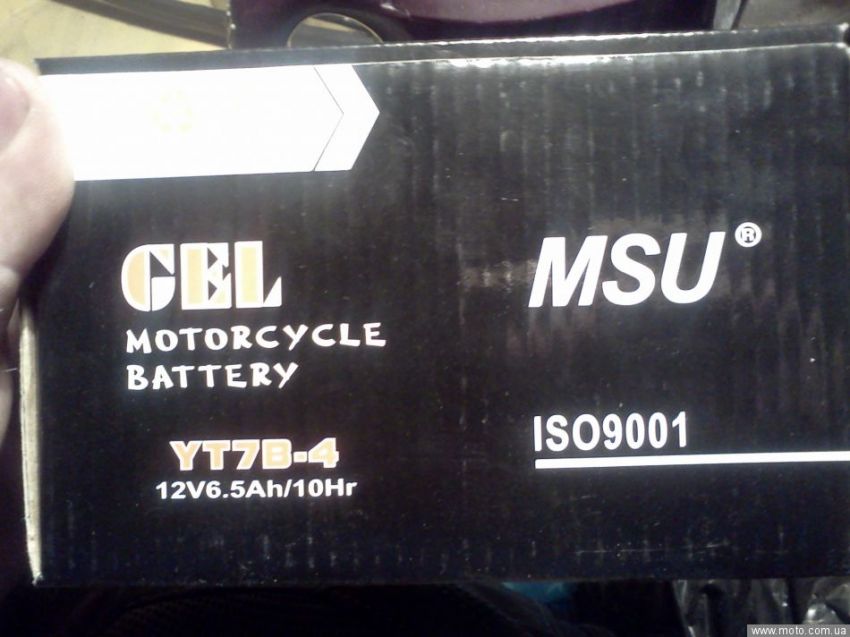 GEL
MOTORCYCLE
BATTERY
YT7B-4
12V6.5Ah/10Hr
MSU®
ISO9001
www.moto.com.ua